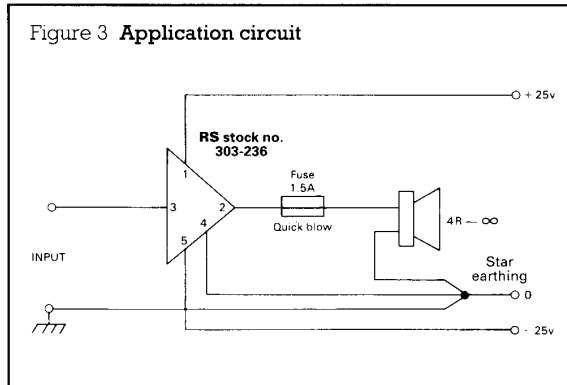 Figure 3 Application circuit
+ 25v
RS stock no.
303-236
1
Fuse
1.5A
3
2
4
Quick blow
4R — ∞
5
INPUT
Star
earthing
0
- 25v